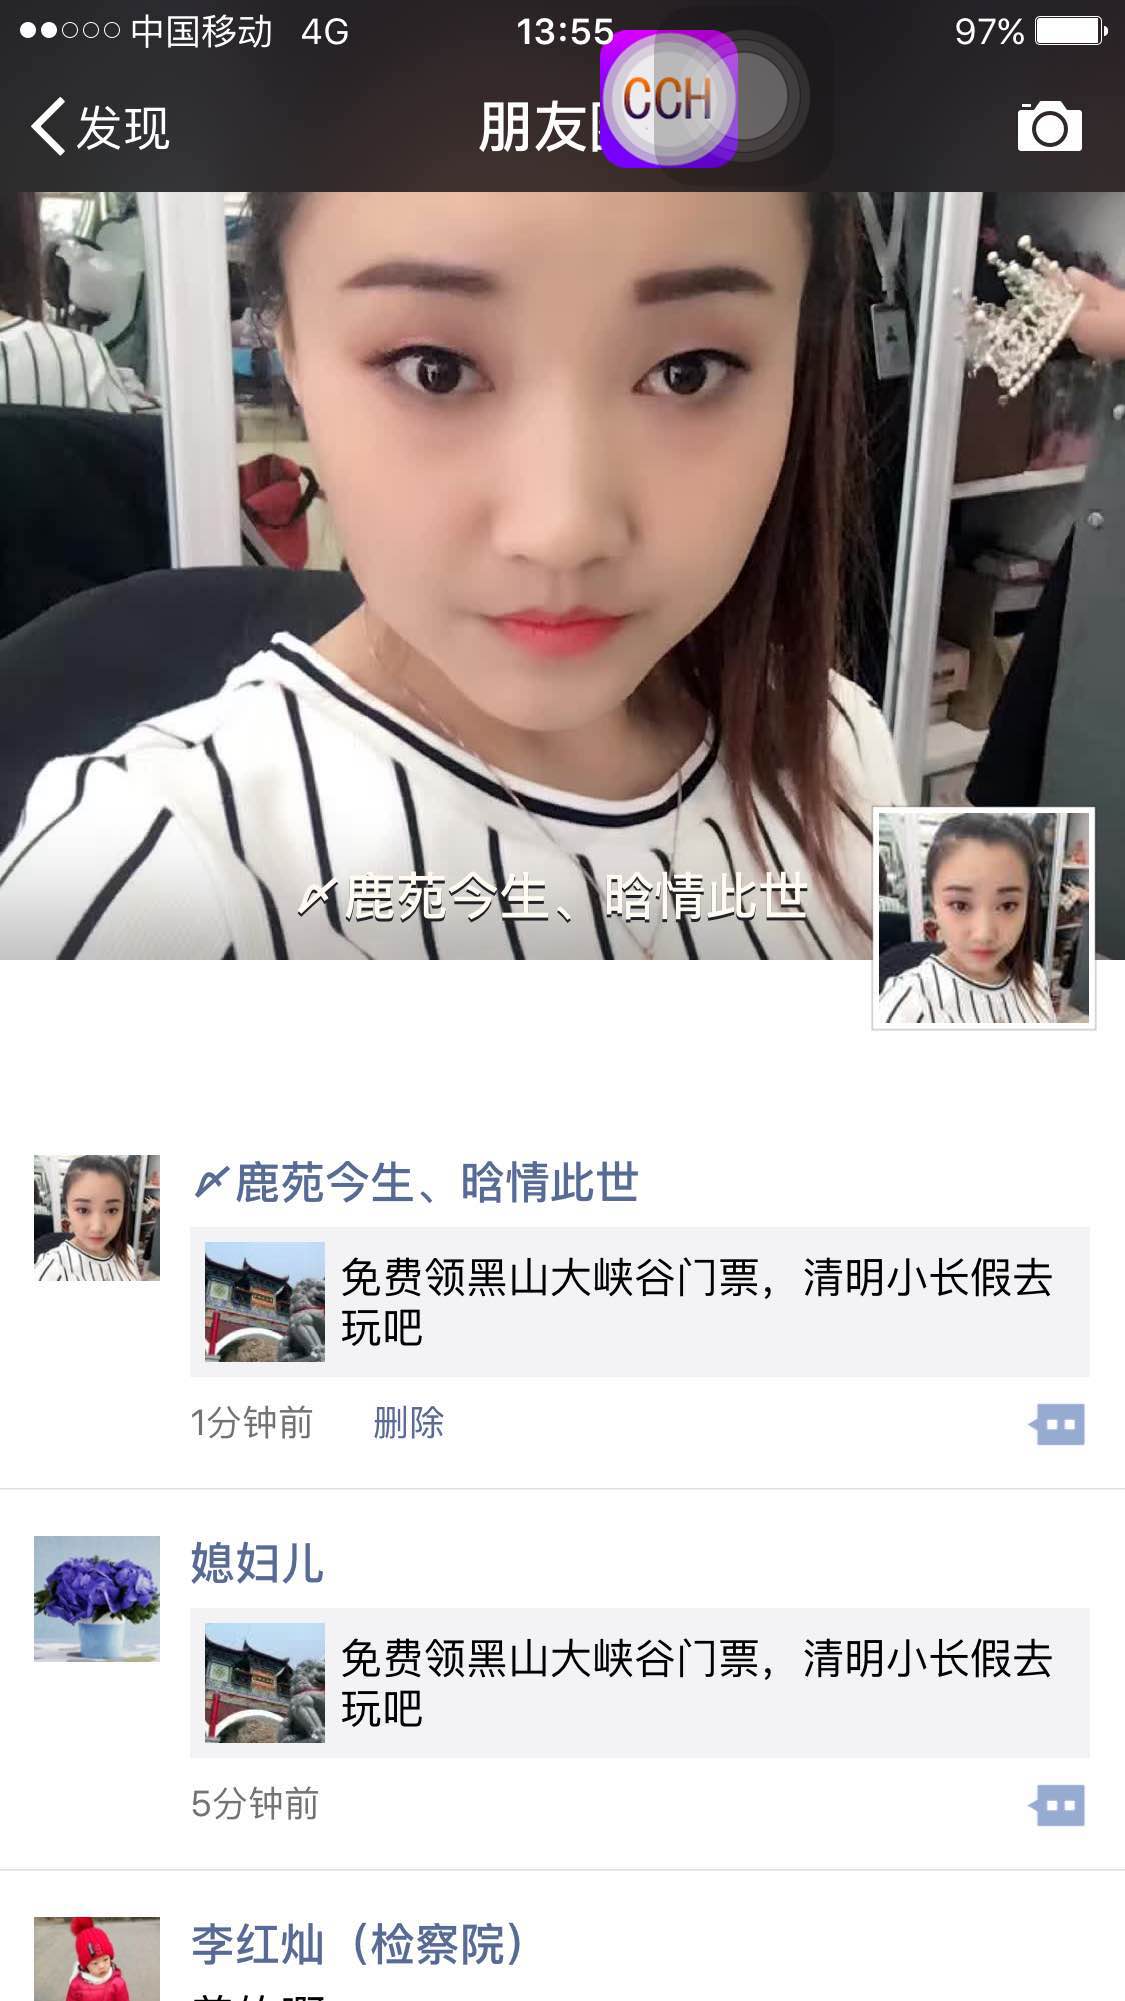 中国移动 4G 13:55 97%
发现 朋友 CCH
鹿苑今生、晗情此世
鹿苑今生、晗情此世
免费领黑山大峡谷门票，清明小长假去
玩吧
1分钟前 删除
媳妇儿
免费领黑山大峡谷门票，清明小长假去
玩吧
5分钟前
李红灿（检察院）